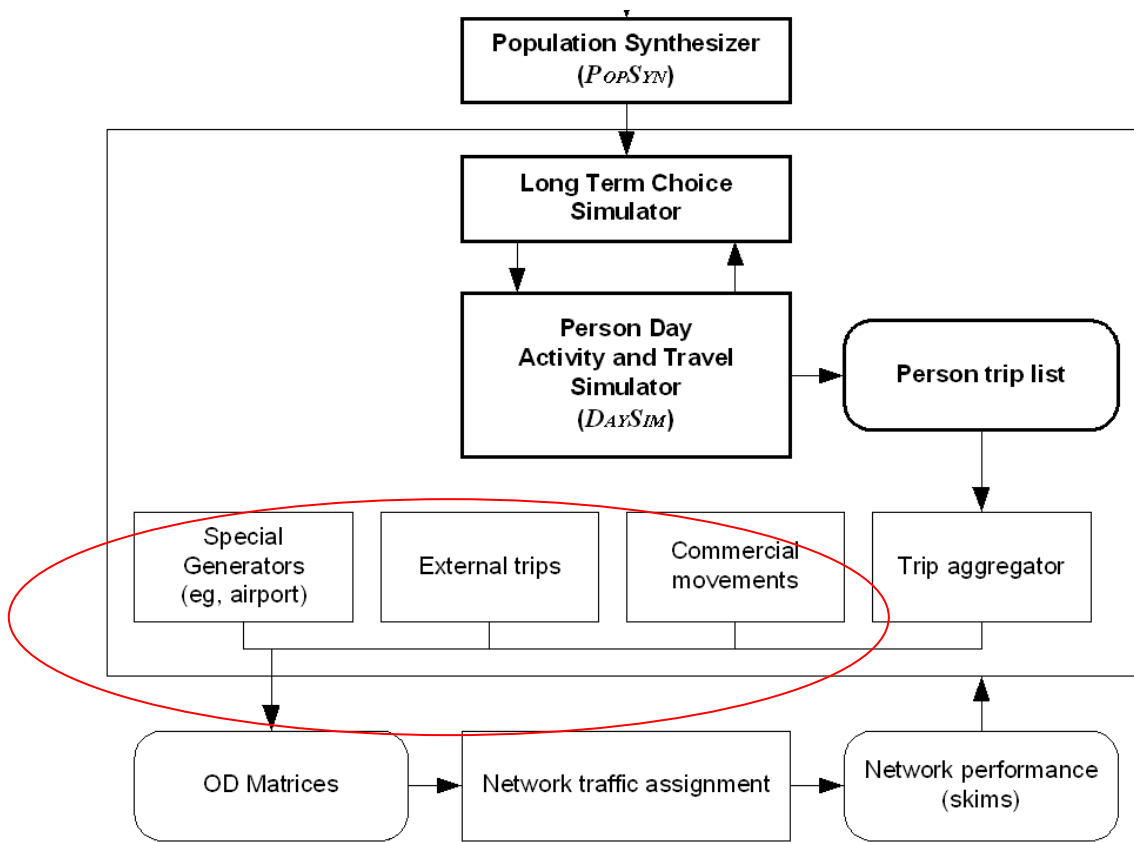 Population Synthesizer
(POPSYN)
Long Term Choice
Simulator
Person Day
Activity and Travel
Simulator
(DAYSIM)
Person trip list
Special
Generators
(eg, airport)
External trips
Commercial
movements
Trip aggregator
OD Matrices
Network traffic assignment
Network performance
(skims)